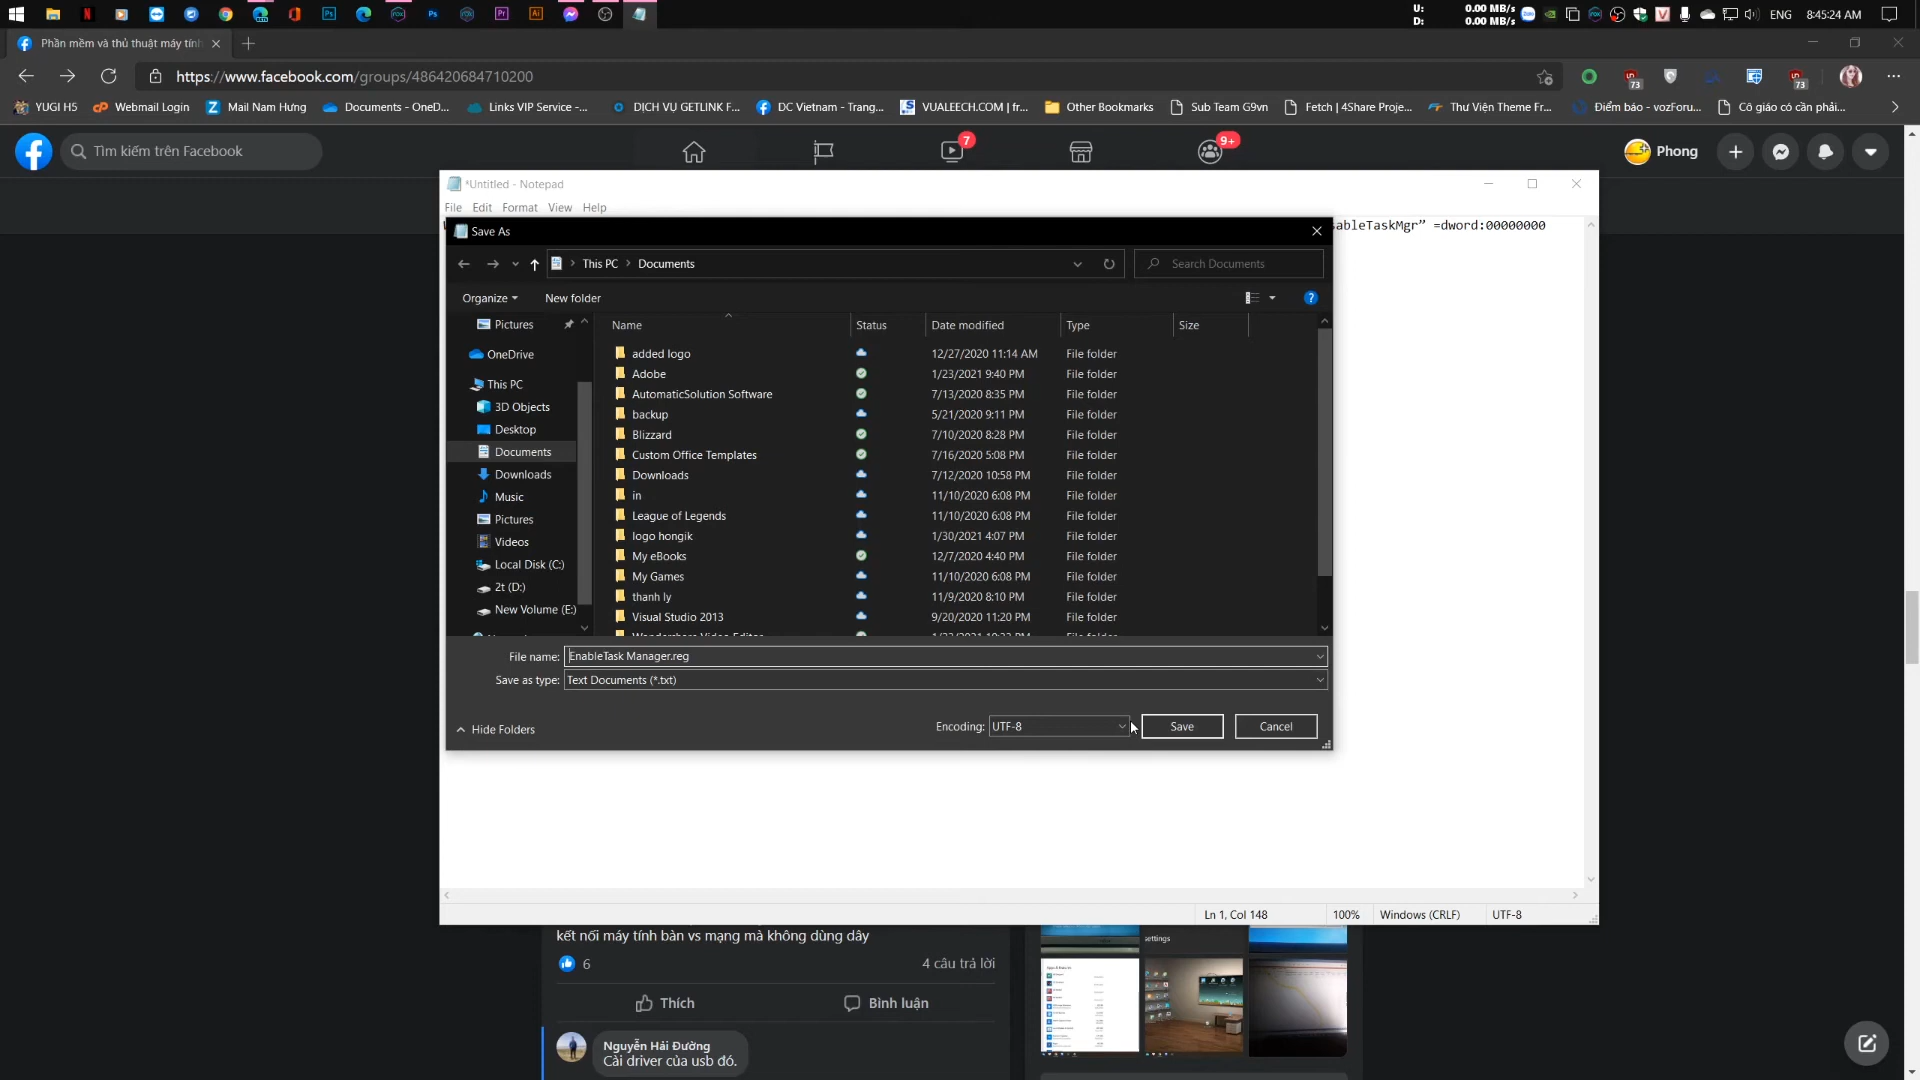 U: 0.00 MB/s
D: 0.00 MB/s
ENG 8:45:24 AM
Phần mềm và thủ thuật máy tính
https://www.facebook.com/groups/486420684710200
73
73
YUGI H5
Webmail Login
Mail Nam Hưng
Documents - OneD...
Links VIP Service -...
DỊCH VỤ GETLINK F...
DC Vietnam - Trang...
VUALEECH.COM | fr...
Other Bookmarks
Sub Team G9vn
Fetch | 4Share Proje...
Thư Viện Theme Fr...
Điểm báo - vozForu...
Cô giáo có cần phải...
Tìm kiếm trên Facebook
7
9+
Phong
*Untitled - Notepad
File Edit Format View Help
ableTaskMgr” =dword:00000000
Save As
This PC > Documents
Search Documents
Organize
New folder
Name Status Date modified Type Size
Pictures
OneDrive
This PC
3D Objects
Desktop
Documents
Downloads
Music
Pictures
Videos
Local Disk (C:)
2t (D:)
New Volume (E:)
added logo 12/27/2020 11:14 AM File folder
Adobe 1/23/2021 9:40 PM File folder
AutomaticSolution Software 7/13/2020 8:35 PM File folder
backup 5/21/2020 9:11 PM File folder
Blizzard 7/10/2020 8:28 PM File folder
Custom Office Templates 7/16/2020 5:08 PM File folder
Downloads 7/12/2020 10:58 PM File folder
in 11/10/2020 6:08 PM File folder
League of Legends 11/10/2020 6:08 PM File folder
logo hongik 1/30/2021 4:07 PM File folder
My eBooks 12/7/2020 4:40 PM File folder
My Games 11/10/2020 6:08 PM File folder
thanh ly 11/9/2020 8:10 PM File folder
Visual Studio 2013 9/20/2020 11:20 PM File folder
File name: EnableTask Manager.reg
Save as type: Text Documents (*.txt)
Hide Folders
Encoding: UTF-8
Save
Cancel
Ln 1, Col 148
100%
Windows (CRLF)
UTF-8
kết nối máy tính bàn vs mạng mà không dùng dây
6
4 câu trả lời
Thích
Bình luận
Nguyễn Hải Đường
Cài driver của usb đó.
settings